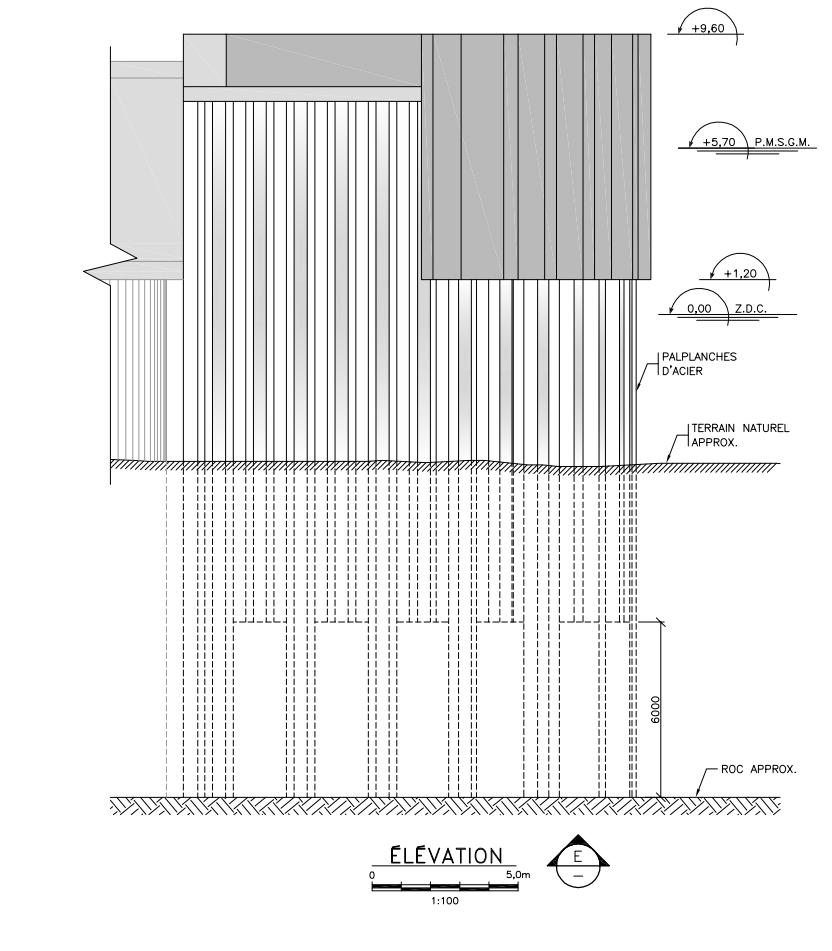 +9,60
+5,70 P.M.S.G.M.
+1,20
0,00 Z.D.C.
PALPLANCHES
D'ACIER
TERRAIN NATUREL
APPROX.
6000
ROC APPROX.
ÉLÉVATION
E
0 5,0m
1:100